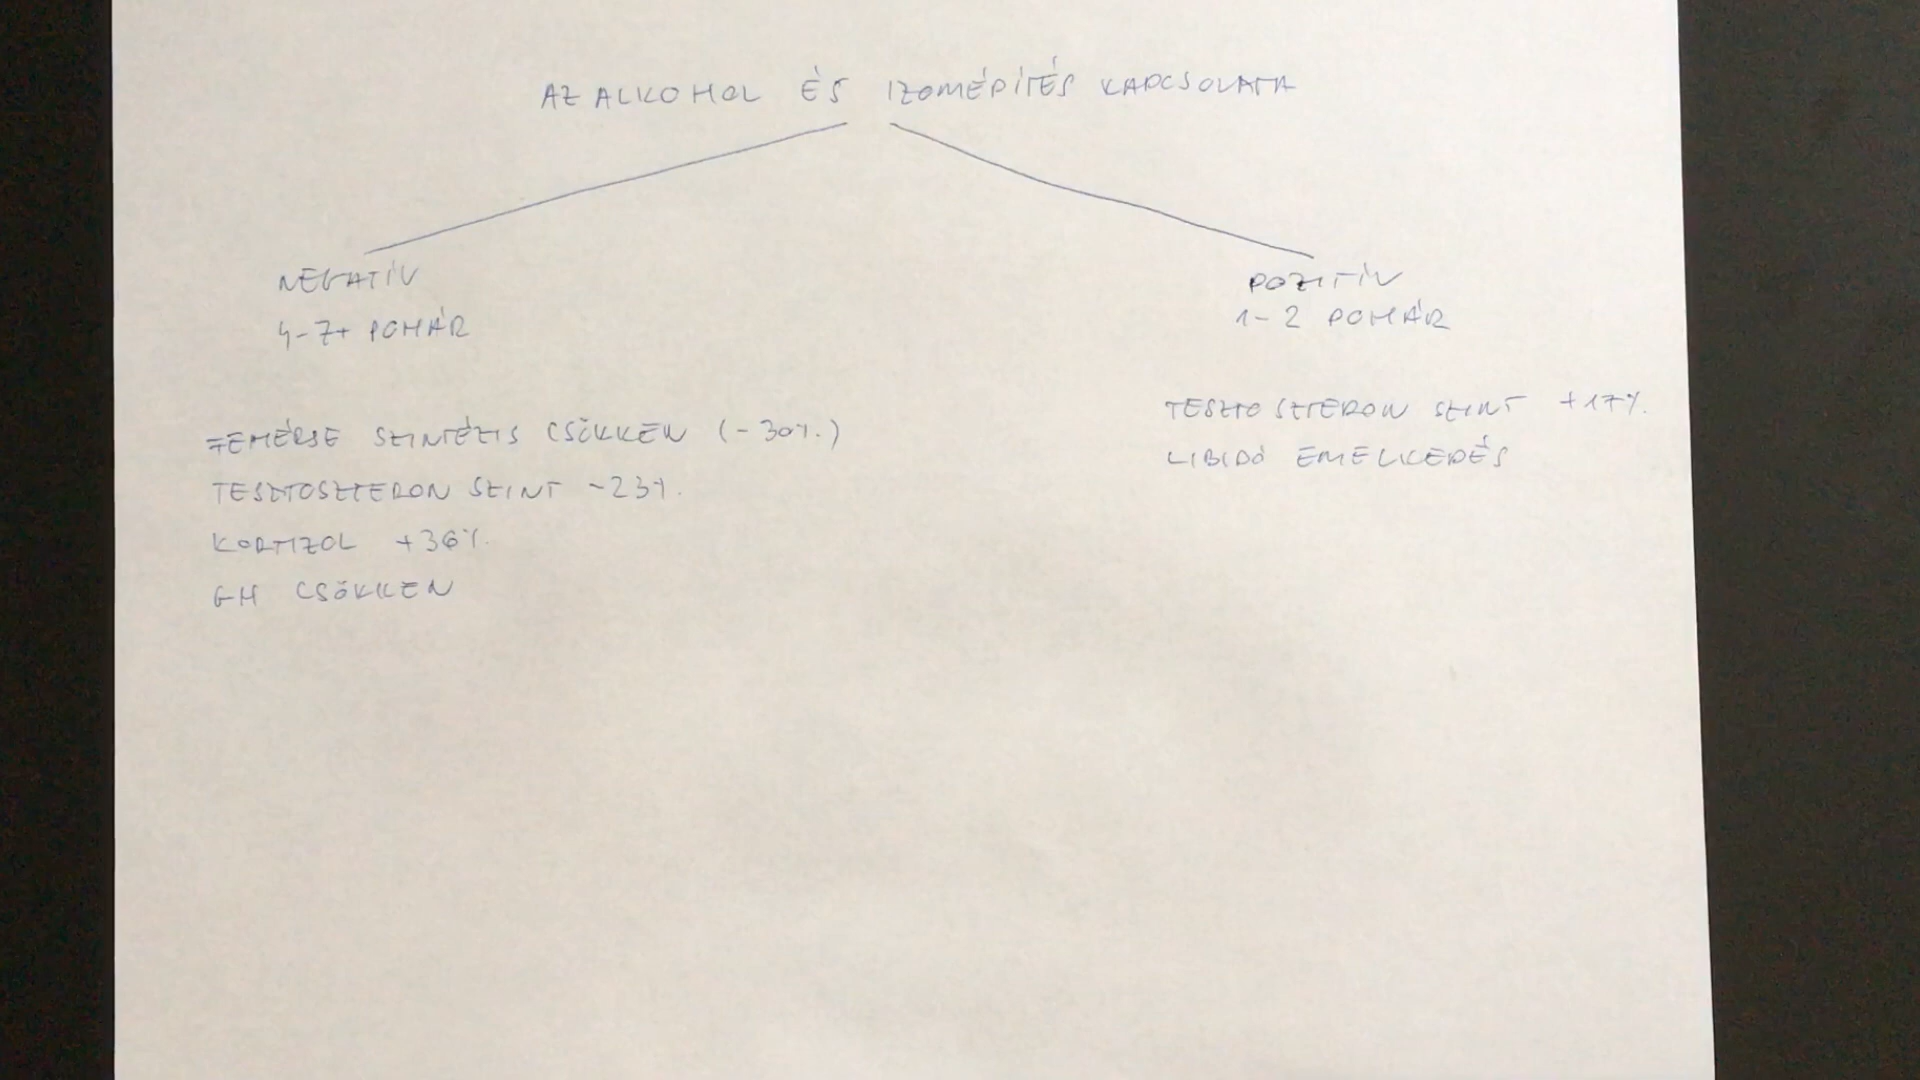 AZ ALKOHOL ÉS IZOMÉPÍTÉS KAPCSOLATA
NEGATÍV
4-7+ POHÁR
FEHÉRJE SZINTÉZIS CSÖKKEN (-30%)
TESZTOSZTERON SZINT -23%
KORTIZOL +36%
GH CSÖKKEN
POZITÍV
1-2 POHÁR
TESZTOSZTERON SZINT +17%
LIBIDÓ EMELKEDÉS